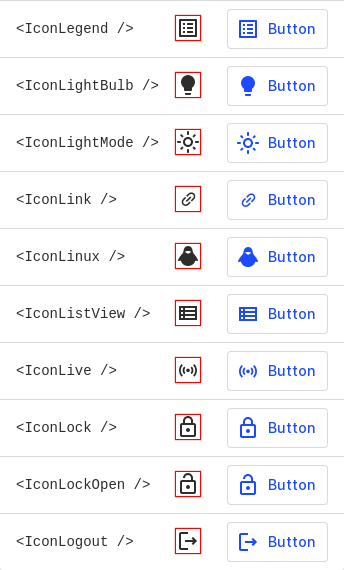 <IconLegend /> Button
<IconLightBulb /> Button
<IconLightMode /> Button
<IconLink /> Button
<IconLinux /> Button
<IconListView /> Button
<IconLive /> Button
<IconLock /> Button
<IconLockOpen /> Button
<IconLogout /> Button